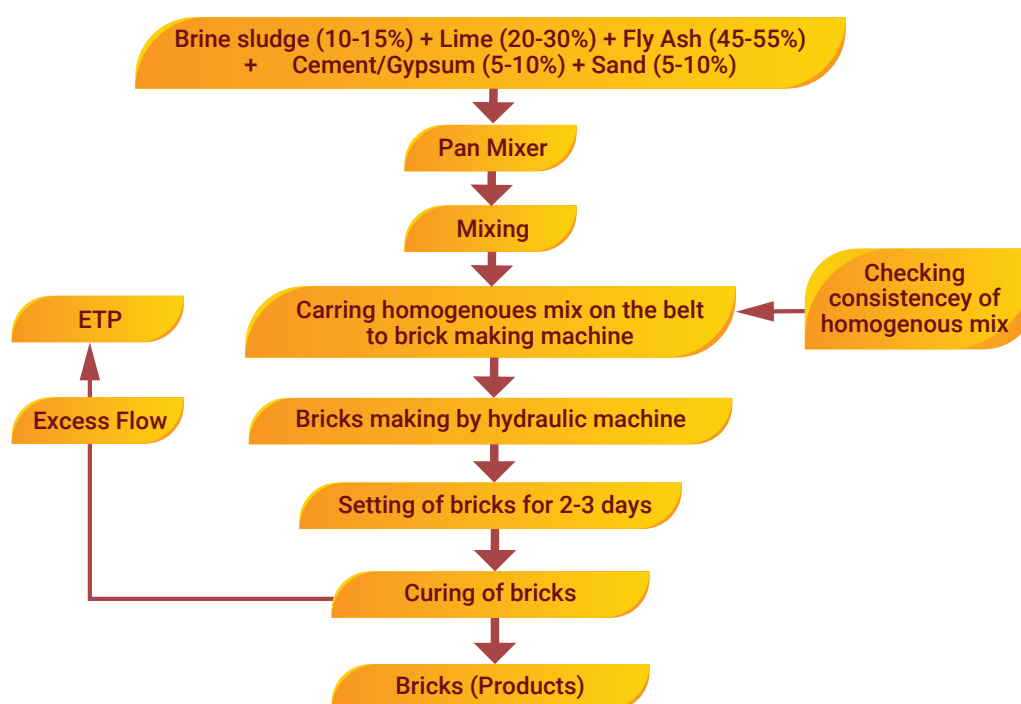 Brine sludge (10-15%) + Lime (20-30%) + Fly Ash (45-55%)
+ Cement/Gypsum (5-10%) + Sand (5-10%)
Pan Mixer
Mixing
Checking
consistencey of
homogenous mix
Carring homogenoues mix on the belt
to brick making machine
ETP
Excess Flow
Bricks making by hydraulic machine
Setting of bricks for 2-3 days
Curing of bricks
Bricks (Products)